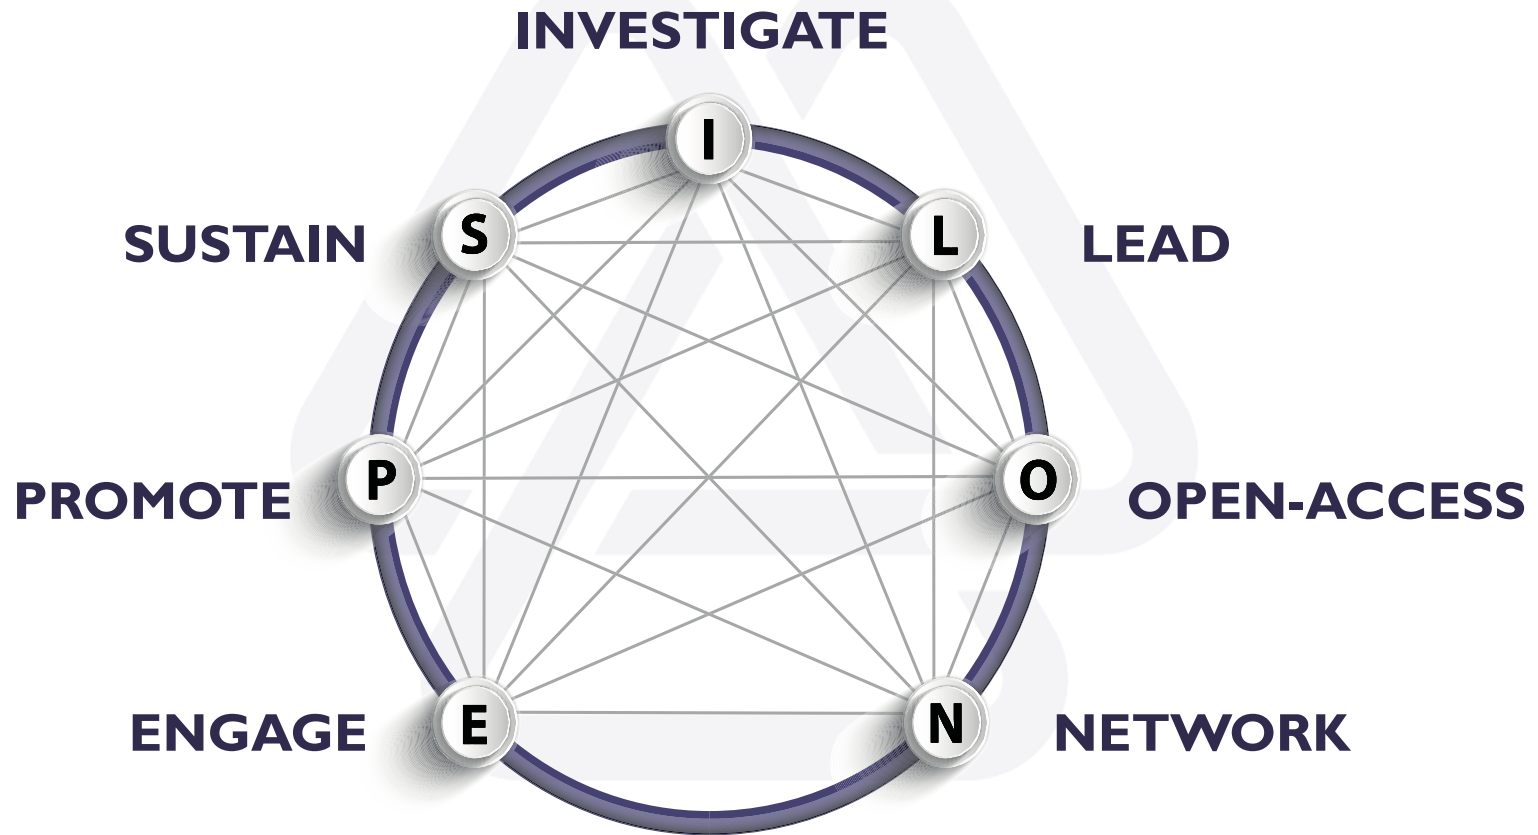 INVESTIGATE
I
SUSTAIN
S
L
LEAD
PROMOTE
P
O
OPEN-ACCESS
ENGAGE
E
N
NETWORK